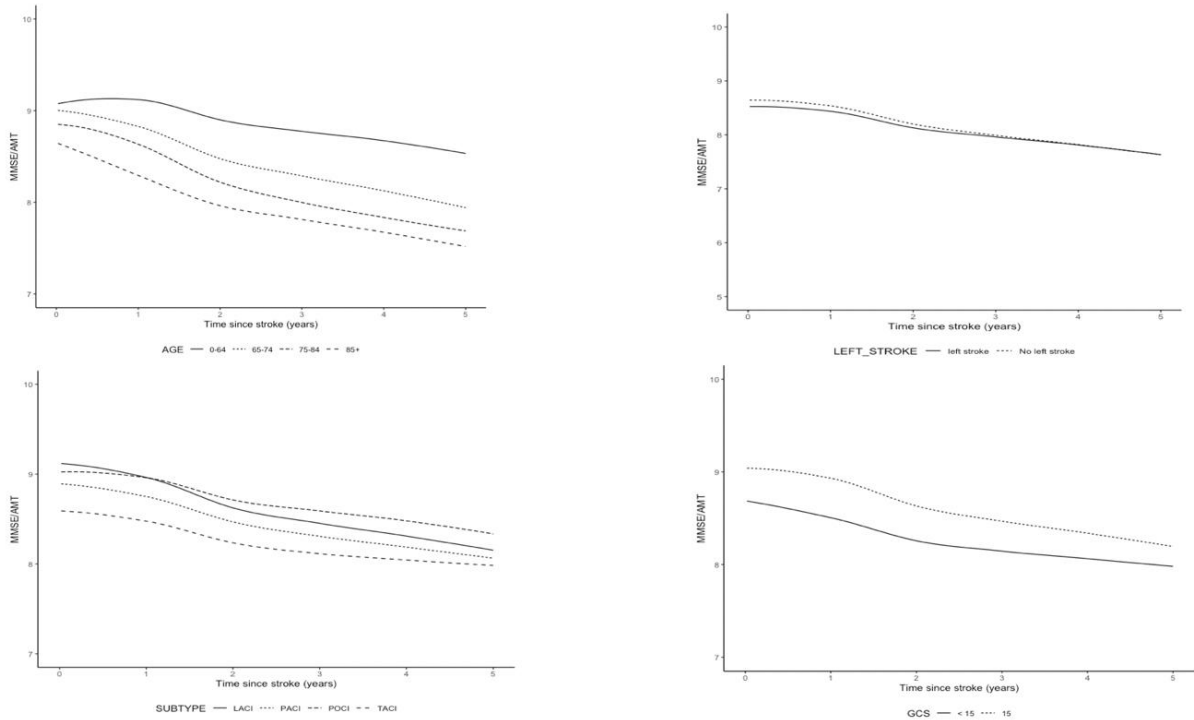 10
9
8
7
MMSE/AMT
0 1 2 3 4 5
Time since stroke (years)
AGE 0-64 65-74 75-84 85+
10
9
8
7
6
5
MMSE/AMT
0 1 2 3 4 5
Time since stroke (years)
LEFT_STROKE left stroke No left stroke
10
9
8
7
MMSE/AMT
0 1 2 3 4 5
Time since stroke (years)
SUBTYPE LACI PACI POCI TACI
10
9
8
7
MMSE/AMT
0 1 2 3 4 5
Time since stroke (years)
GCS < 15 15